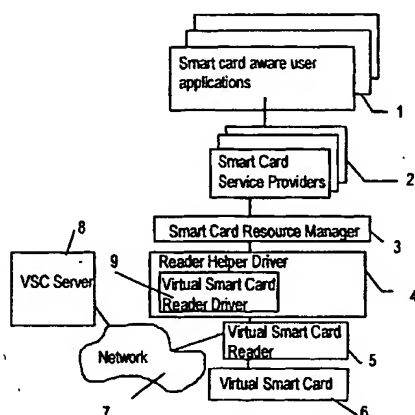 Smart card aware user
applications
1
Smart Card
Service Providers
2
8
Smart Card Resource Manager
3
9
VSC Server
Reader Helper Driver
Virtual Smart Card
Reader Driver
4
Network
Virtual Smart Card
Reader
5
Virtual Smart Card
7
6